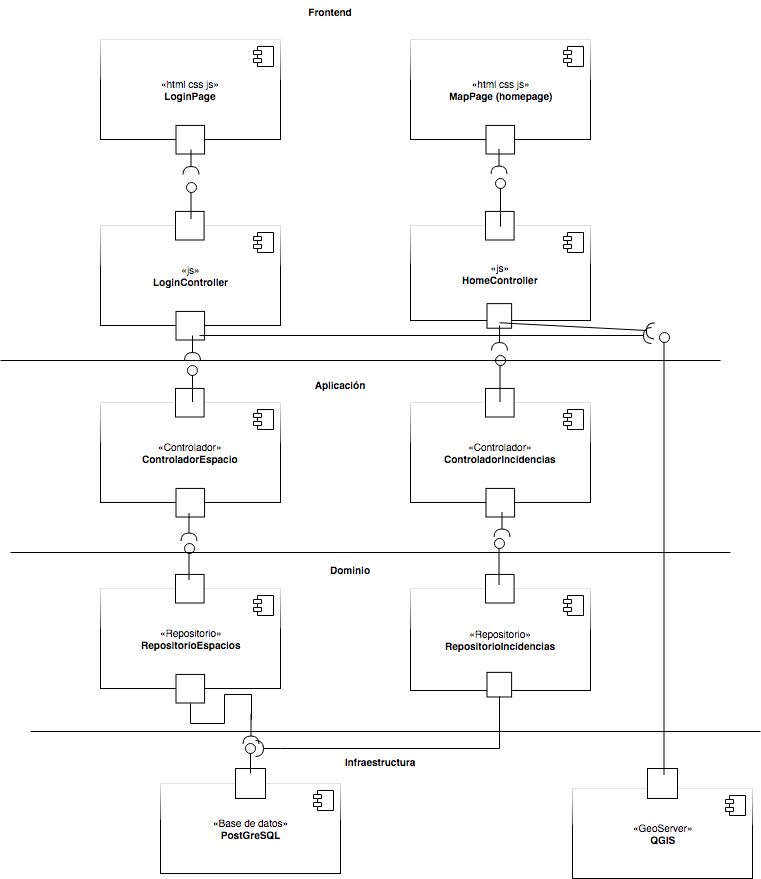 Frontend
«html css js»
LoginPage
«html css js»
MapPage (homepage)
«js»
LoginController
«js»
HomeController
Aplicación
«Controlador»
ControladorEspacio
«Controlador»
ControladorIncidencias
Dominio
«Repositorio»
RepositorioEspacios
«Repositorio»
RepositorioIncidencias
Infraestructura
«Base de datos»
PostGreSQL
«GeoServer»
QGIS